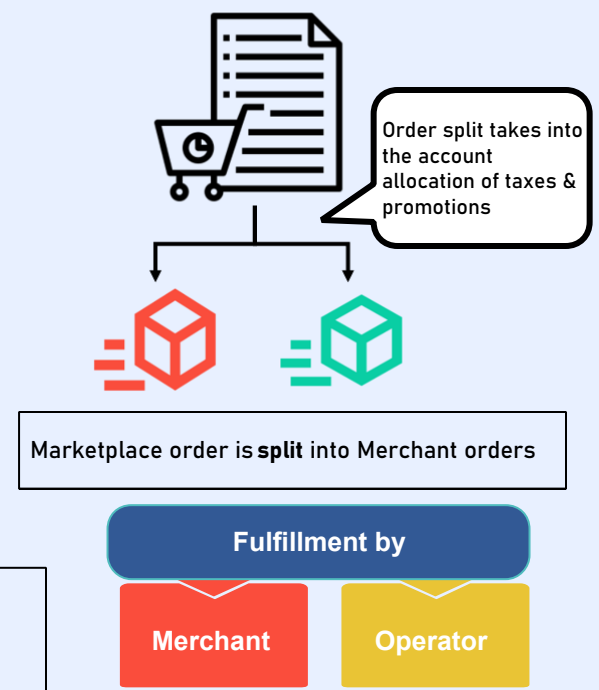 Order split takes into
the account
allocation of taxes &
promotions
Marketplace order is split into Merchant orders
Fulfillment by
Merchant
Operator